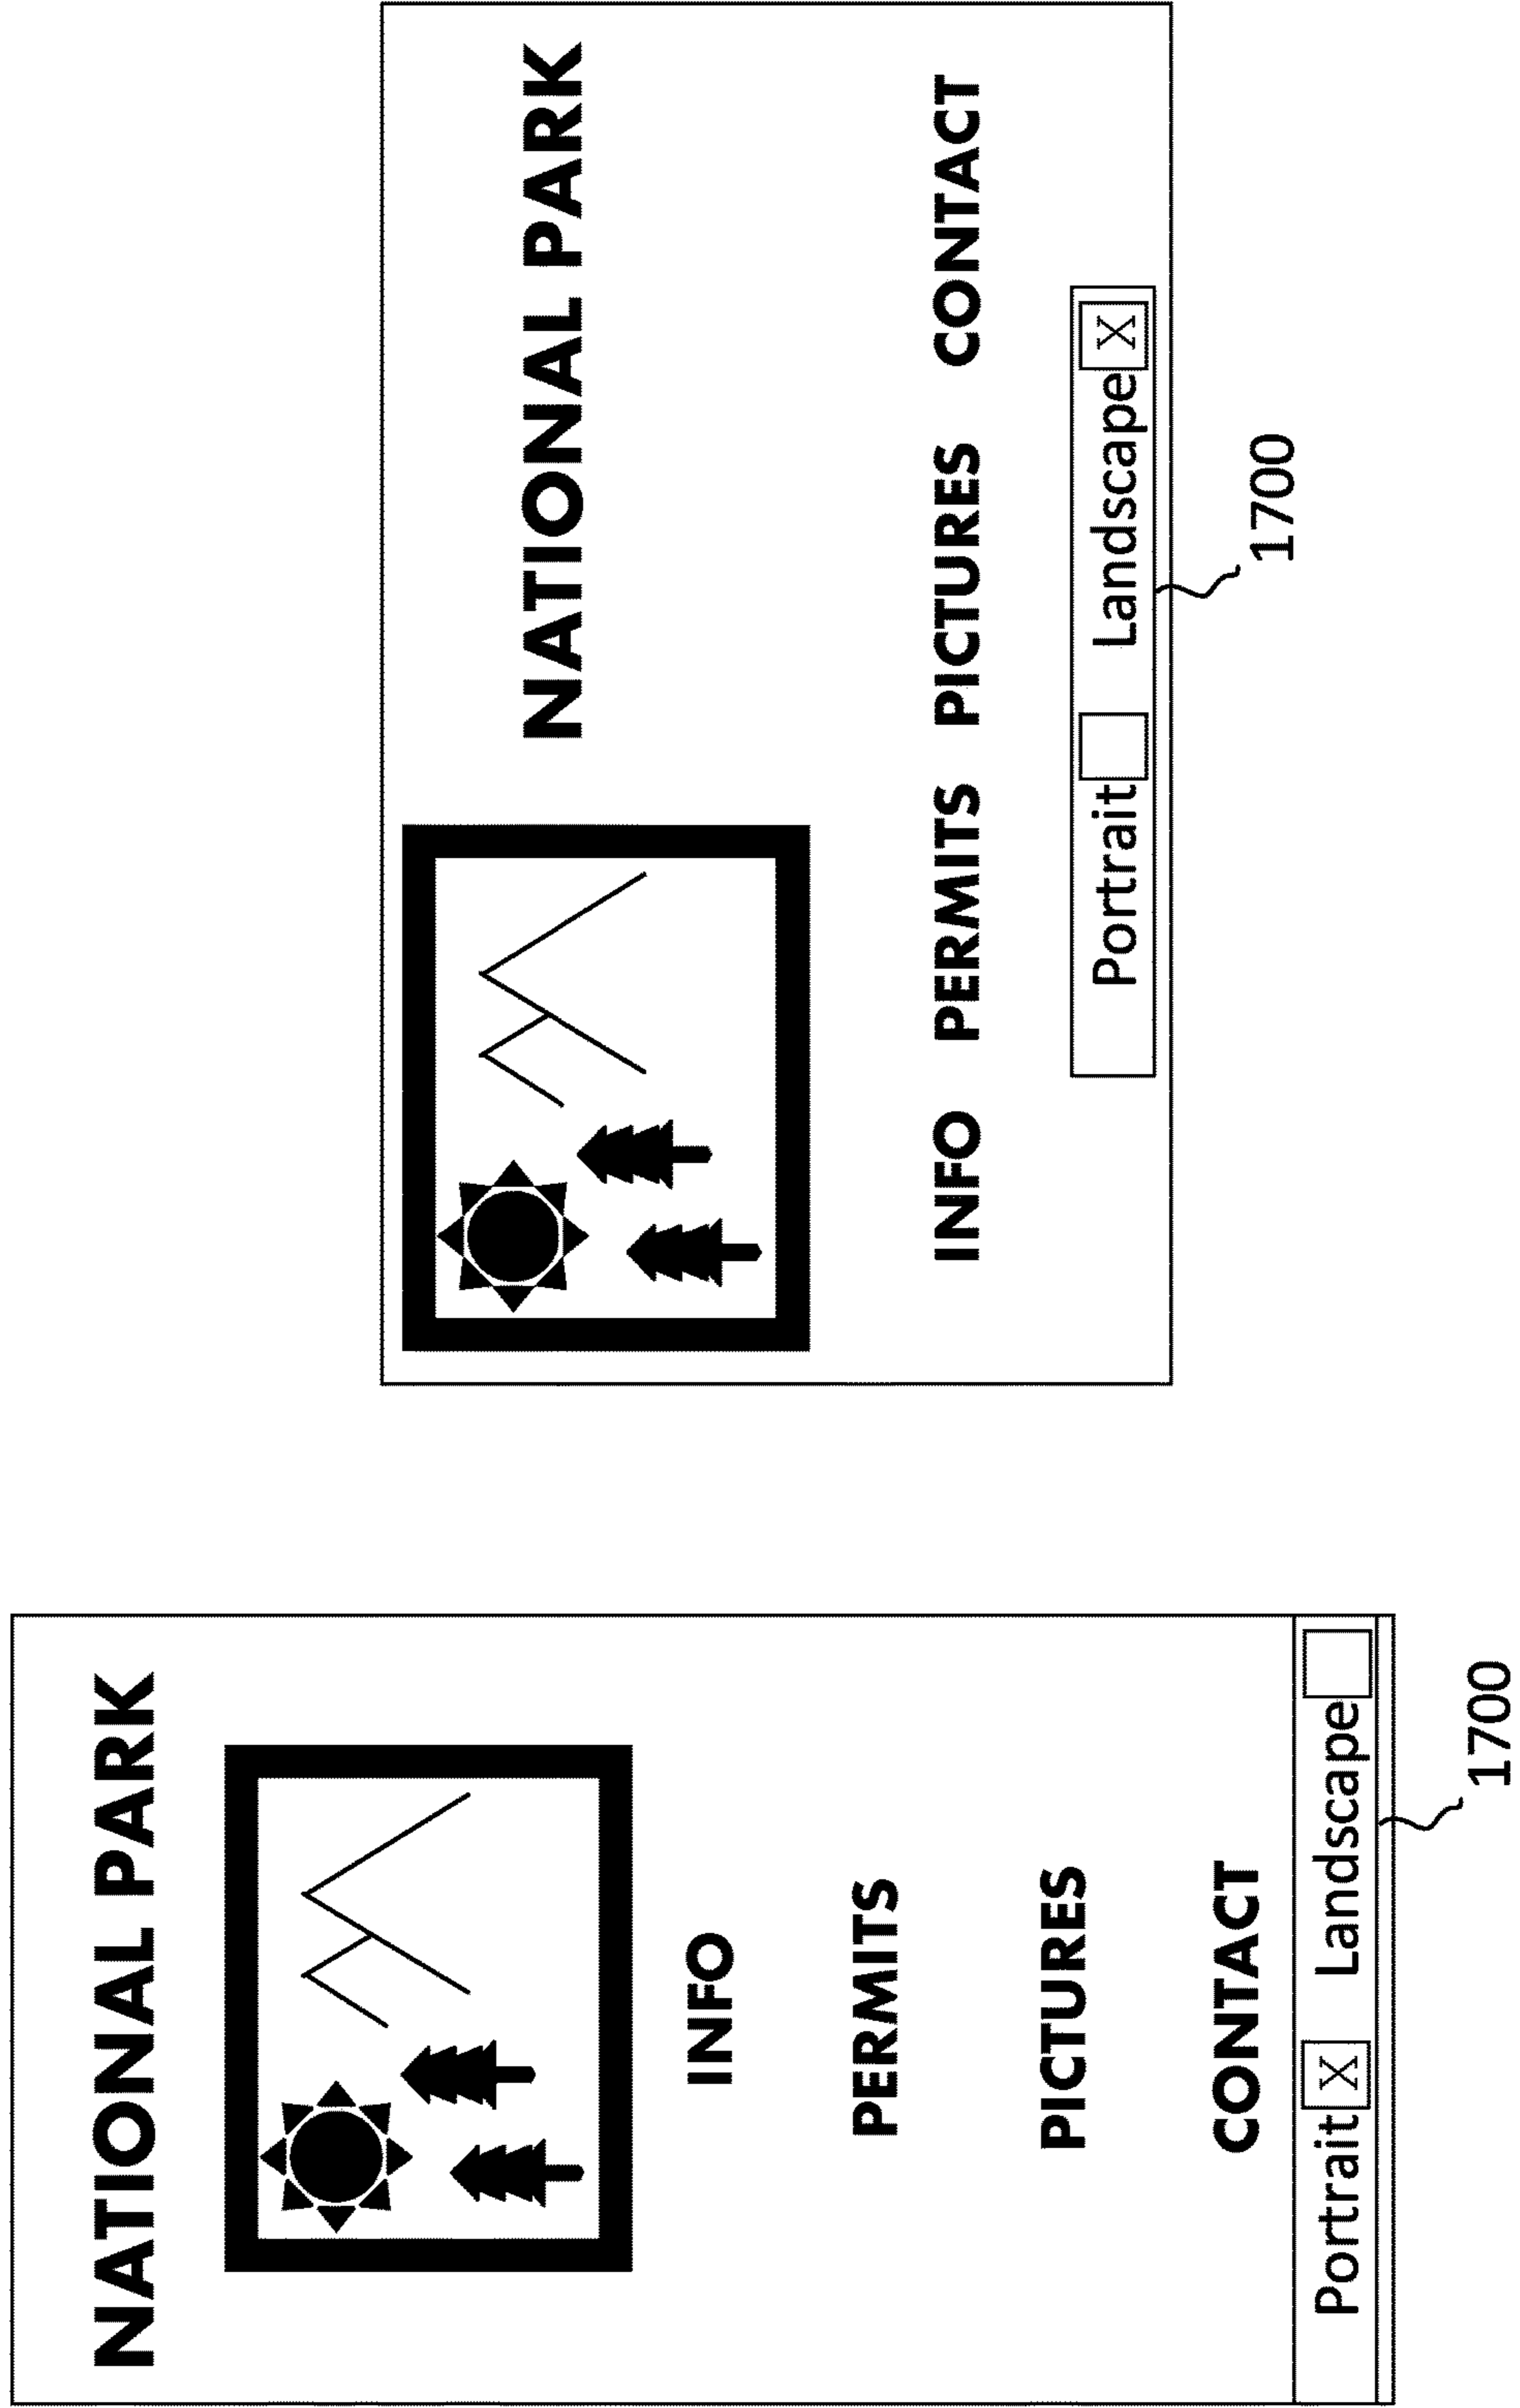 NATIONAL PARK
INFO
PERMITS
PICTURES
CONTACT
Portrait X Landscape
1700
NATIONAL PARK
INFO PERMITS PICTURES CONTACT
Portrait Landscape X
1700